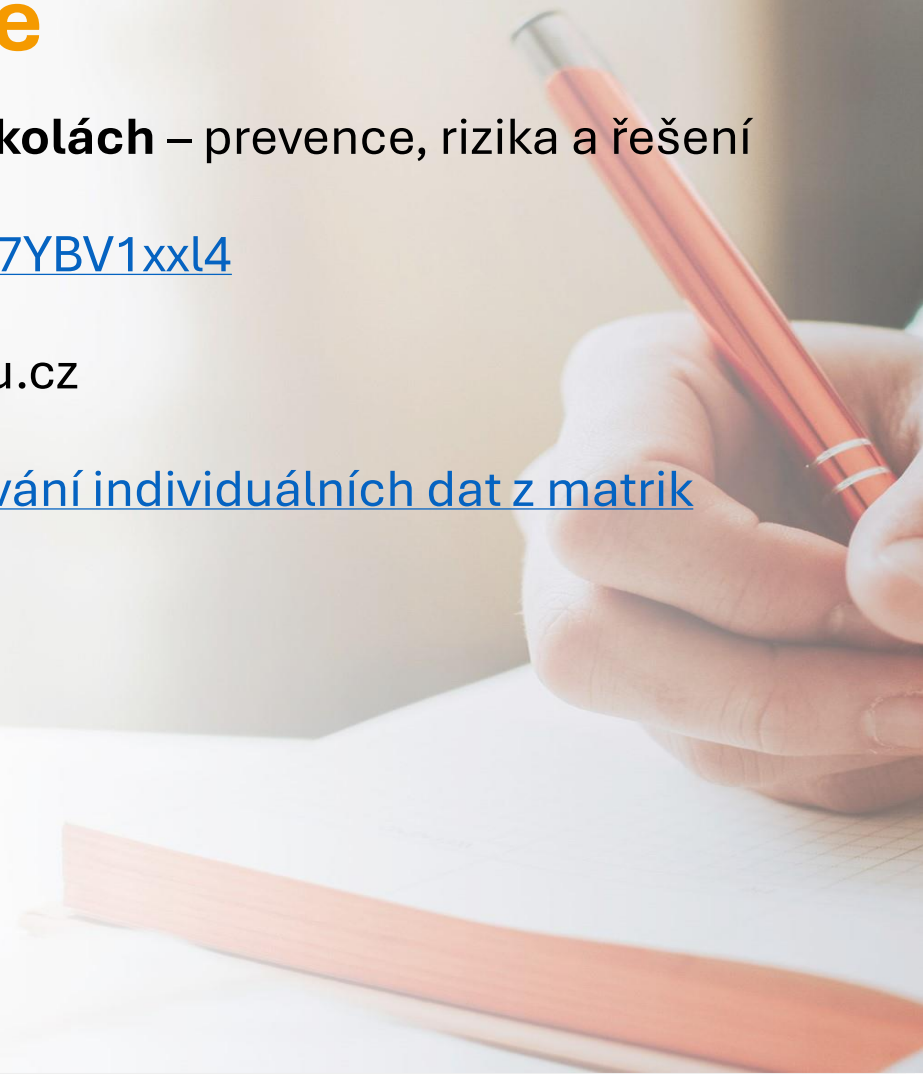 e
kolách – prevence, rizika a řešení
7YBV1xxl4
u.cz
vání individuálních dat z matrik